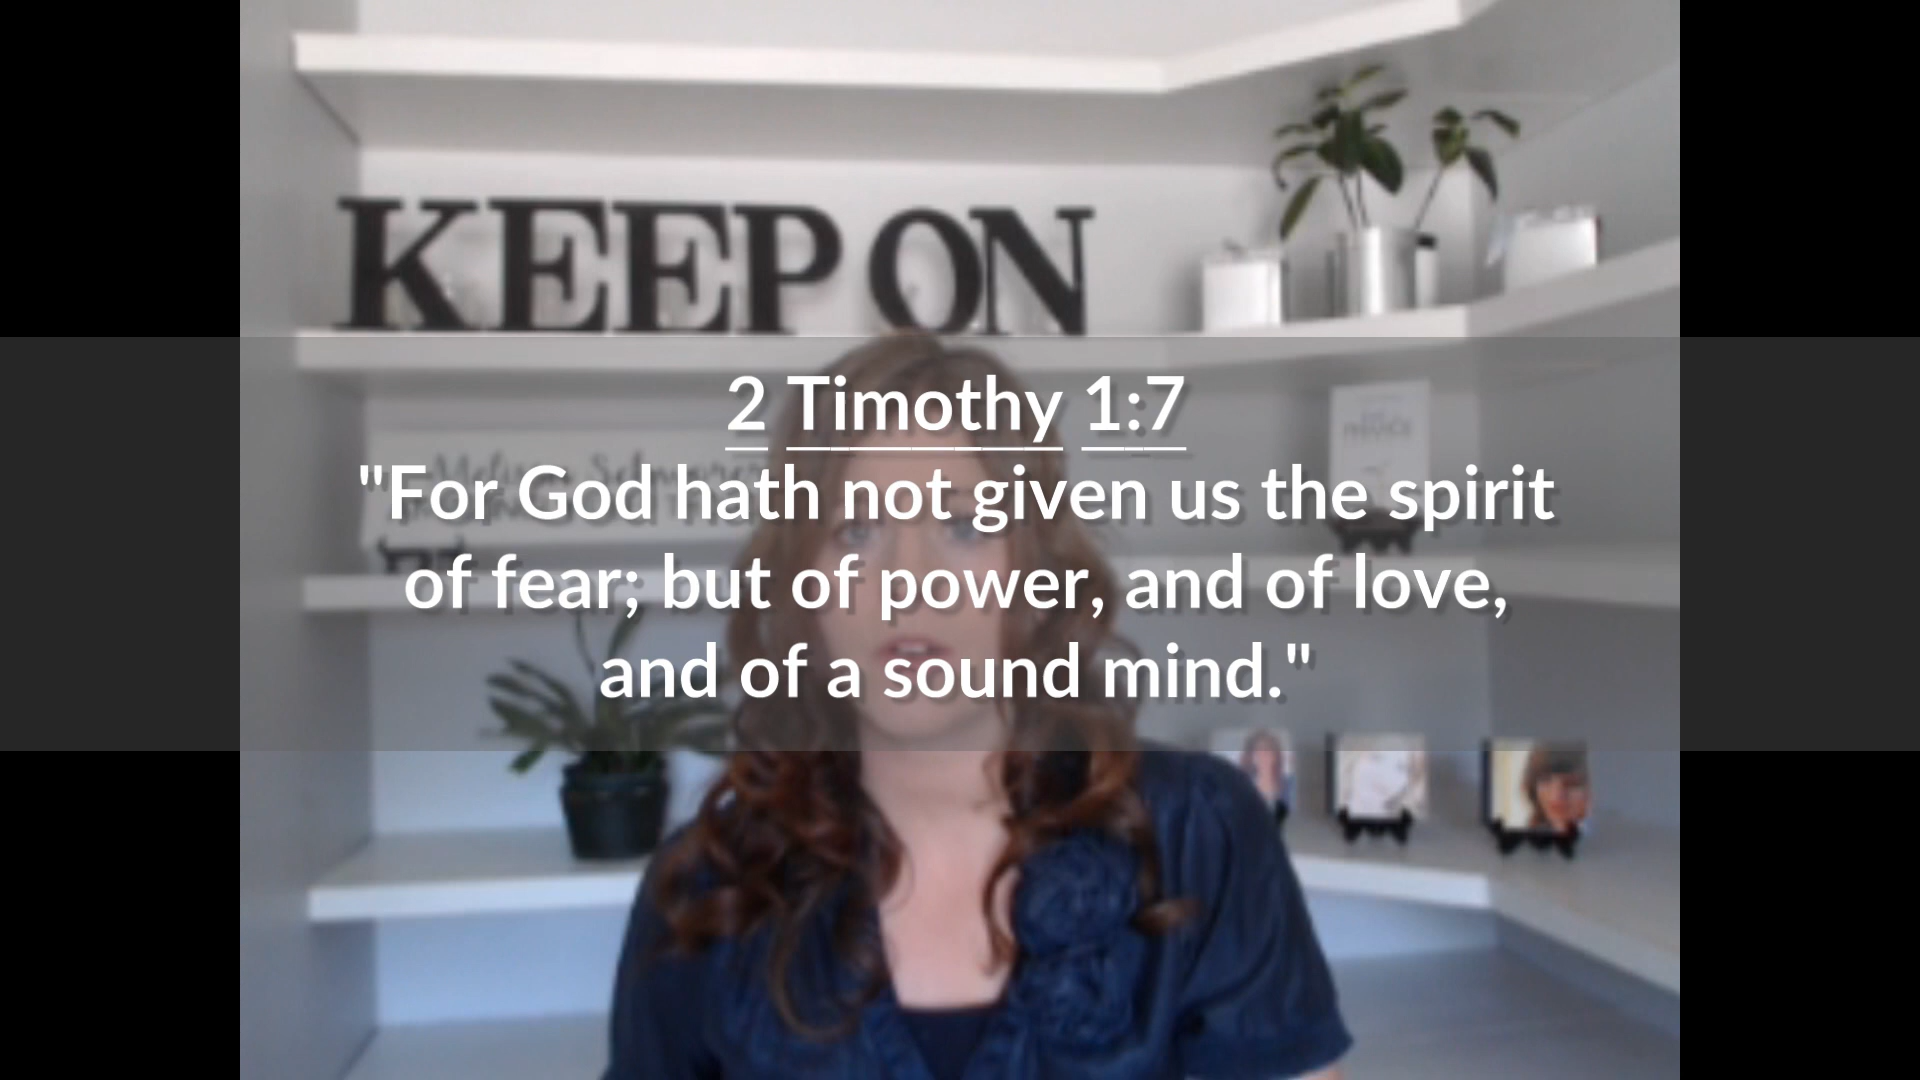 KEEP ON
2 Timothy 1:7
"For God hath not given us the spirit
of fear; but of power, and of love,
and of a sound mind."